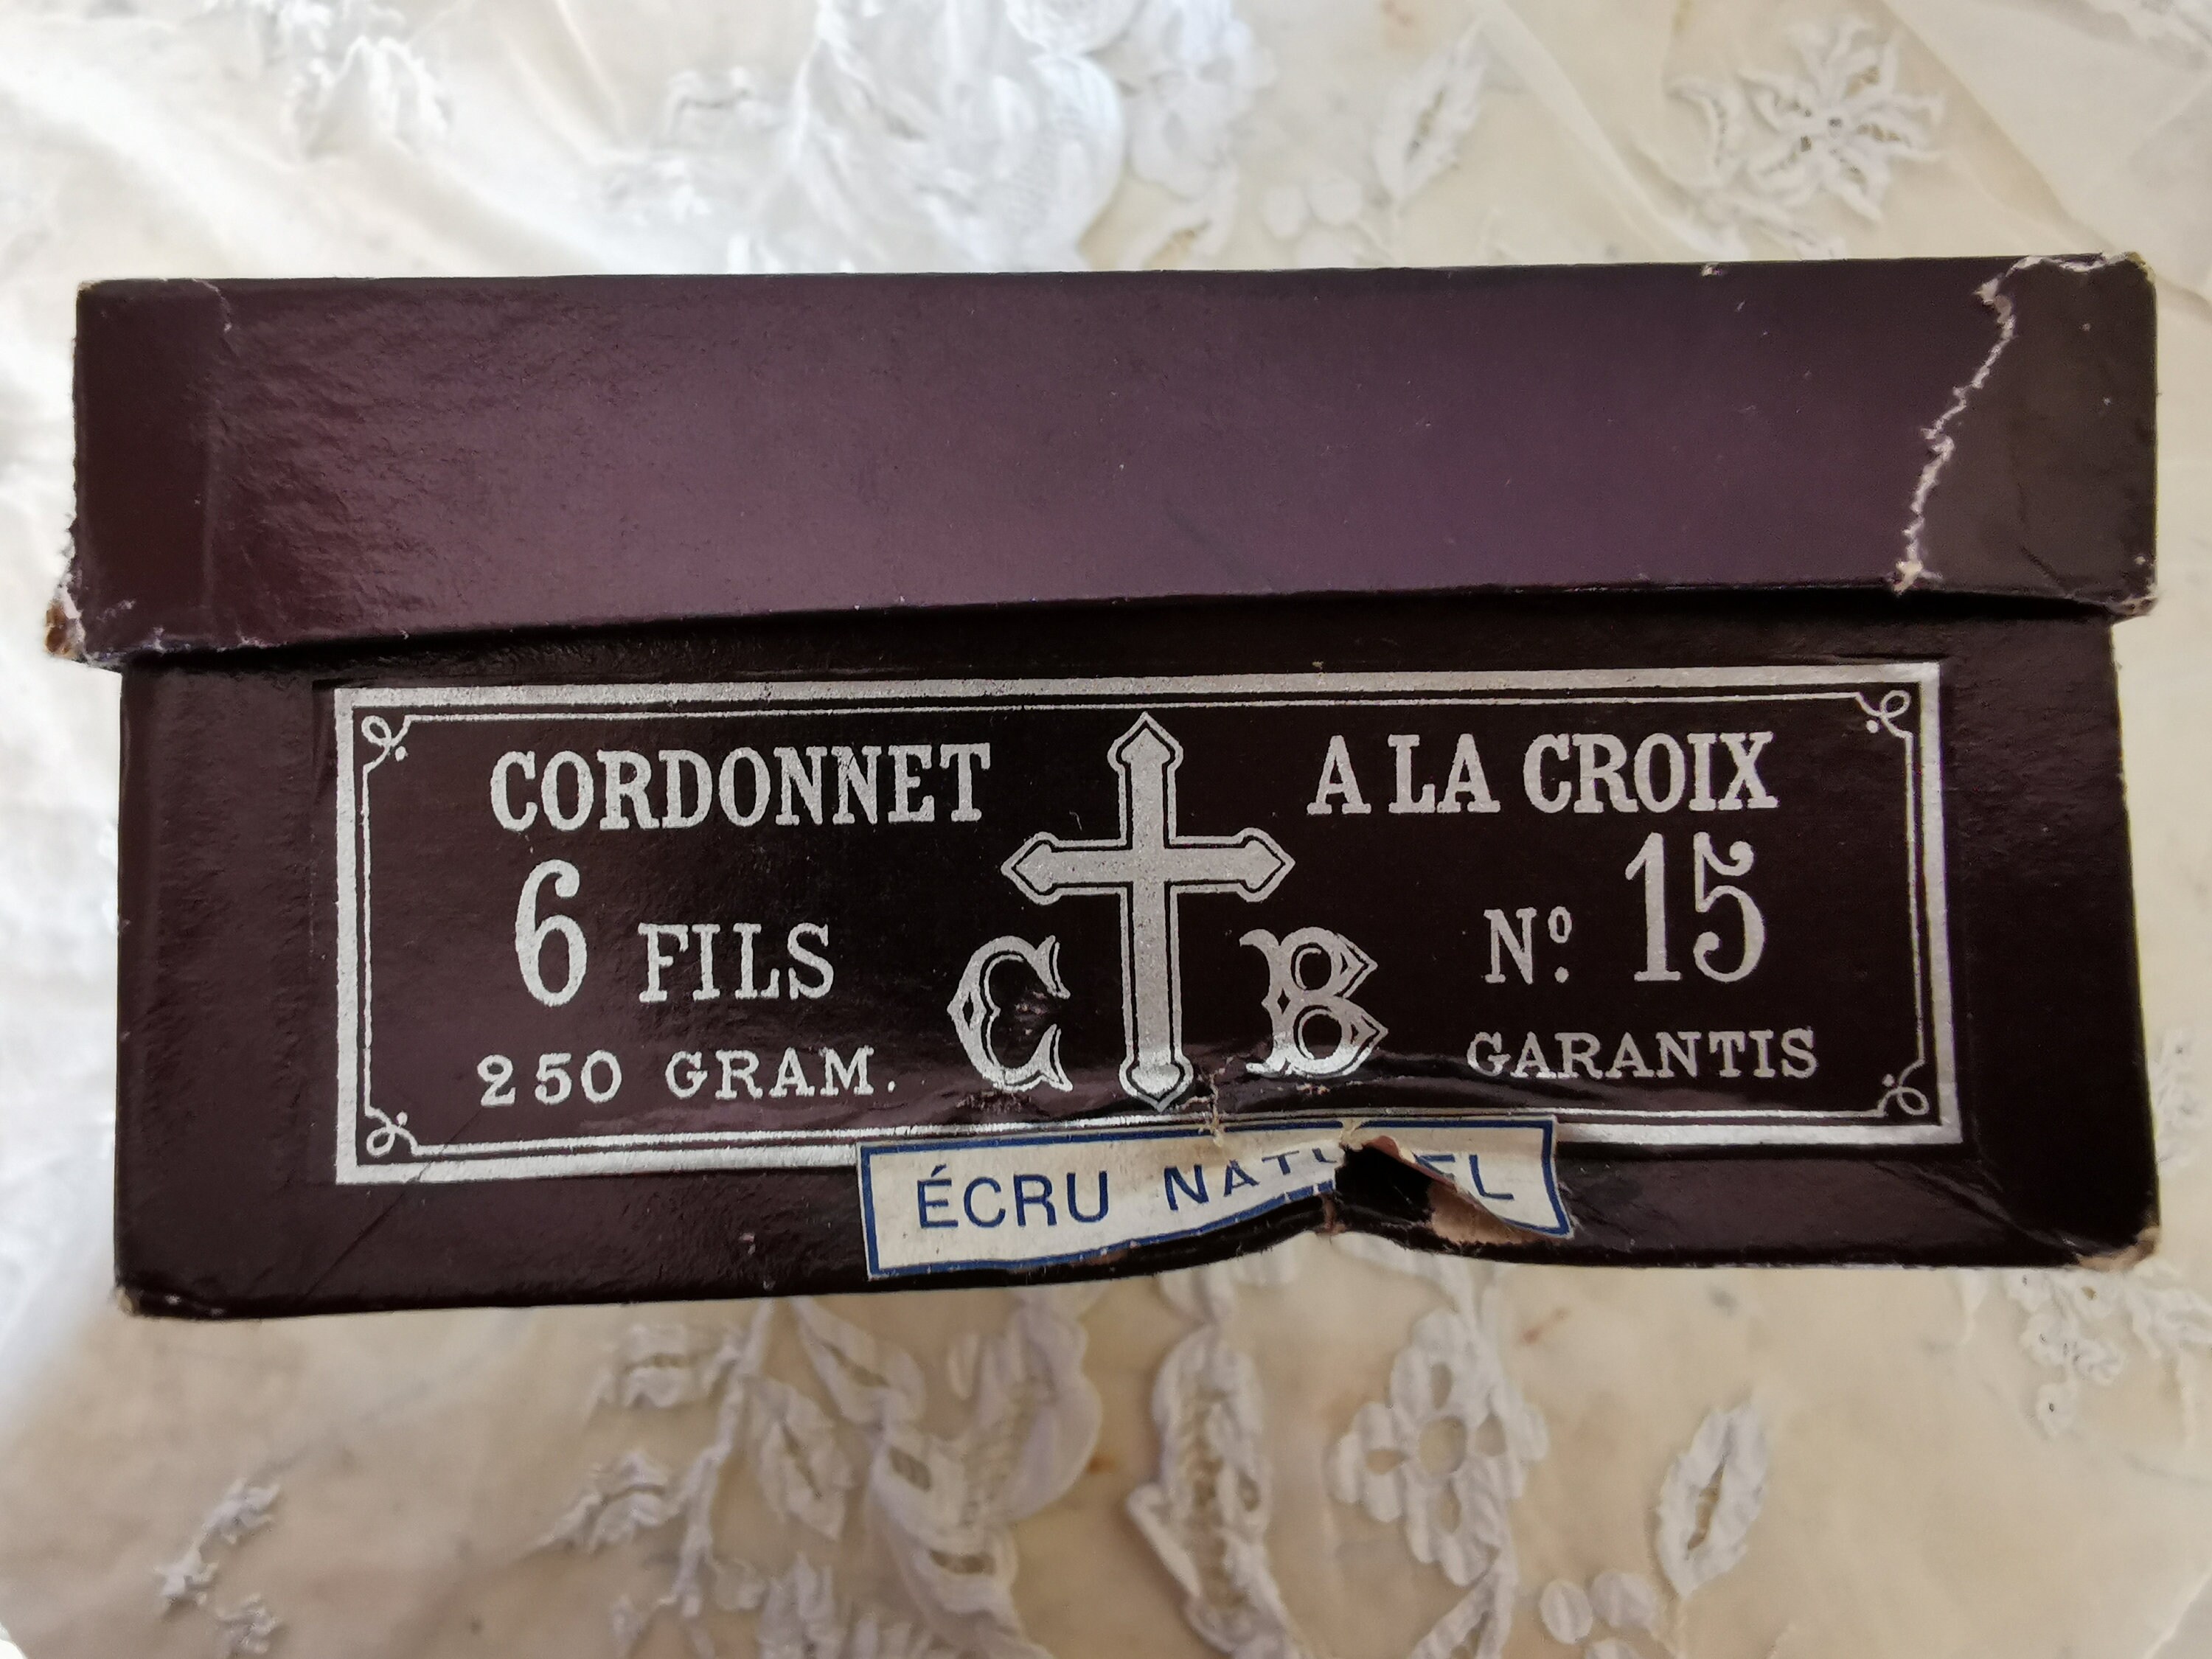 CORDONNET A LA CROIX
6 FILS Nº 15
C B
250 GRAM. GARANTIS
ÉCRU